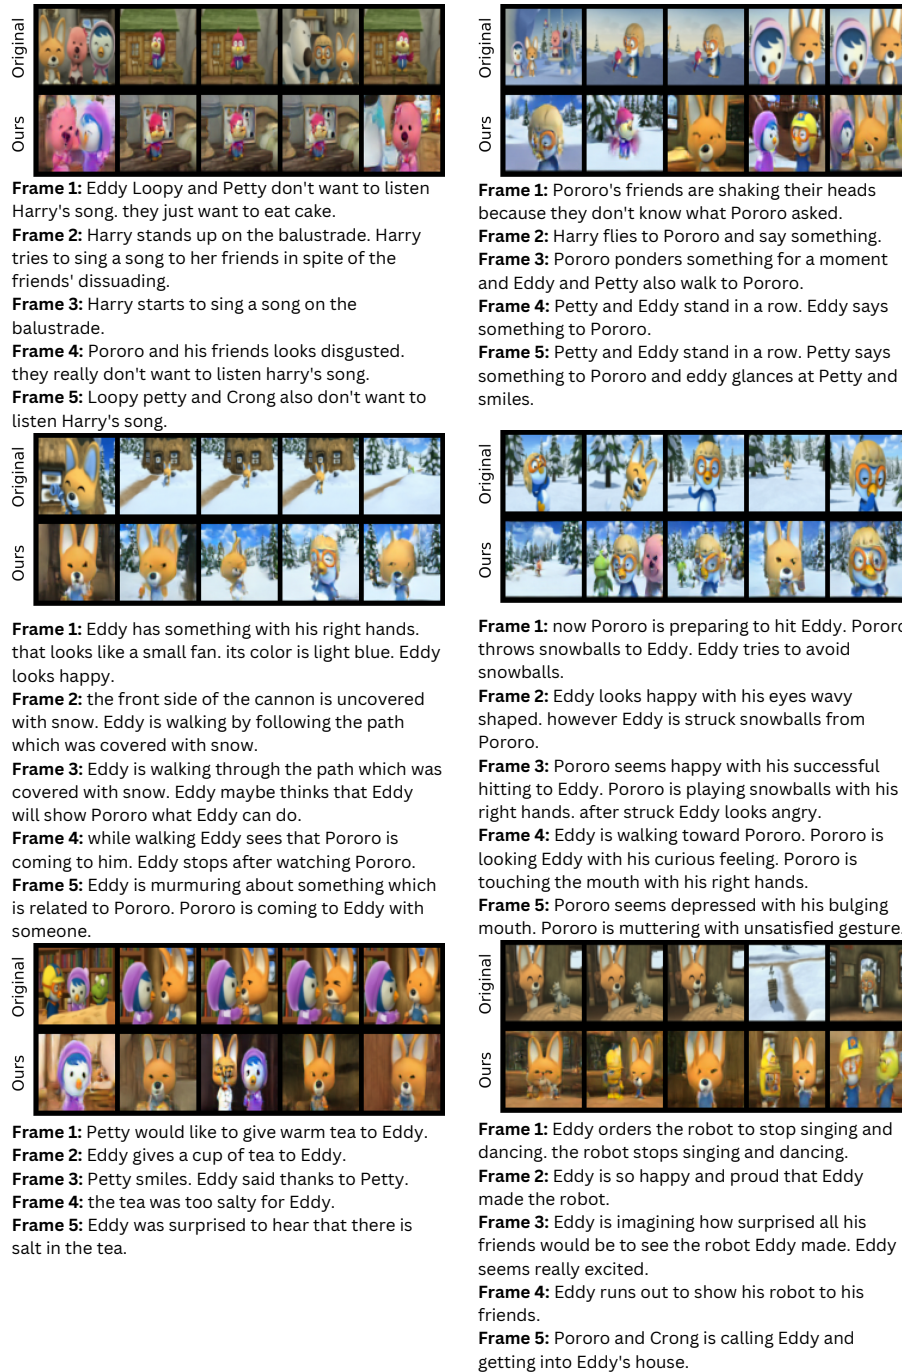 Original
Ours
Frame 1: Eddy Loopy and Petty don't want to listen
Harry's song. they just want to eat cake.
Frame 2: Harry stands up on the balustrade. Harry
tries to sing a song to her friends in spite of the
friends' dissuading.
Frame 3: Harry starts to sing a song on the
balustrade.
Frame 4: Pororo and his friends looks disgusted.
they really don't want to listen harry's song.
Frame 5: Loopy petty and Crong also don't want to
listen Harry's song.
Original
Ours
Frame 1: Eddy has something with his right hands.
that looks like a small fan. its color is light blue. Eddy
looks happy.
Frame 2: the front side of the cannon is uncovered
with snow. Eddy is walking by following the path
which was covered with snow.
Frame 3: Eddy is walking through the path which was
covered with snow. Eddy maybe thinks that Eddy
will show Pororo what Eddy can do.
Frame 4: while walking Eddy sees that Pororo is
coming to him. Eddy stops after watching Pororo.
Frame 5: Eddy is murmuring about something which
is related to Pororo. Pororo is coming to Eddy with
someone.
Original
Ours
Frame 1: Petty would like to give warm tea to Eddy.
Frame 2: Eddy gives a cup of tea to Eddy.
Frame 3: Petty smiles. Eddy said thanks to Petty.
Frame 4: the tea was too salty for Eddy.
Frame 5: Eddy was surprised to hear that there is
salt in the tea.
Original
Ours
Frame 1: Pororo's friends are shaking their heads
because they don't know what Pororo asked.
Frame 2: Harry flies to Pororo and say something.
Frame 3: Pororo ponders something for a moment
and Eddy and Petty also walk to Pororo.
Frame 4: Petty and Eddy stand in a row. Eddy says
something to Pororo.
Frame 5: Petty and Eddy stand in a row. Petty says
something to Pororo and eddy glances at Petty and
smiles.
Original
Ours
Frame 1: now Pororo is preparing to hit Eddy. Pororo
throws snowballs to Eddy. Eddy tries to avoid
snowballs.
Frame 2: Eddy looks happy with his eyes wavy
shaped. however Eddy is struck snowballs from
Pororo.
Frame 3: Pororo seems happy with his successful
hitting to Eddy. Pororo is playing snowballs with his
right hands. after struck Eddy looks angry.
Frame 4: Eddy is walking toward Pororo. Pororo is
looking Eddy with his curious feeling. Pororo is
touching the mouth with his right hands.
Frame 5: Pororo seems depressed with his bulging
mouth. Pororo is muttering with unsatisfied gesture.
Original
Ours
Frame 1: Eddy orders the robot to stop singing and
dancing. the robot stops singing and dancing.
Frame 2: Eddy is so happy and proud that Eddy
made the robot.
Frame 3: Eddy is imagining how surprised all his
friends would be to see the robot Eddy made. Eddy
seems really excited.
Frame 4: Eddy runs out to show his robot to his
friends.
Frame 5: Pororo and Crong is calling Eddy and
getting into Eddy's house.